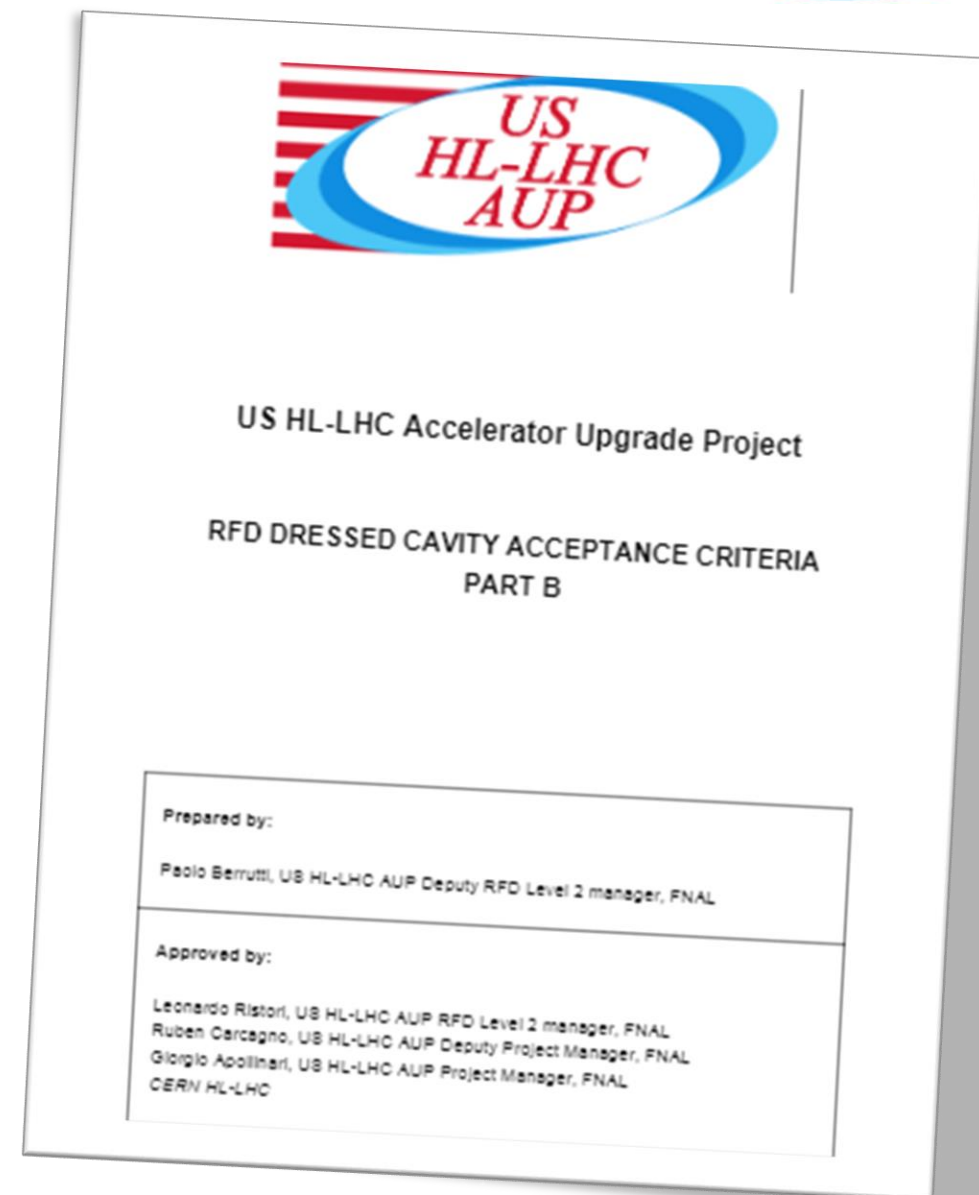 US
HL-LHC
AUP
US HL-LHC Accelerator Upgrade Project
RFD DRESSED CAVITY ACCEPTANCE CRITERIA
PART B
Prepared by:
Paolo Berrutti, US HL-LHC AUP Deputy RFD Level 2 manager, FNAL
Approved by:
Leonardo Ristori, US HL-LHC AUP RFD Level 2 manager, FNAL
Ruben Carcagno, US HL-LHC AUP Deputy Project Manager, FNAL
Giorgio Apollinari, US HL-LHC AUP Project Manager, FNAL
CERN HL-LHC